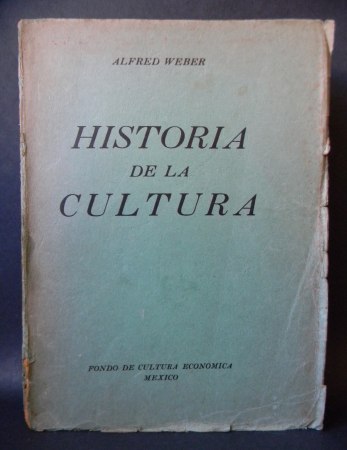 ALFRED WEBER
HISTORIA
DE LA
CULTURA
FONDO DE CULTURA ECONOMICA
MEXICO